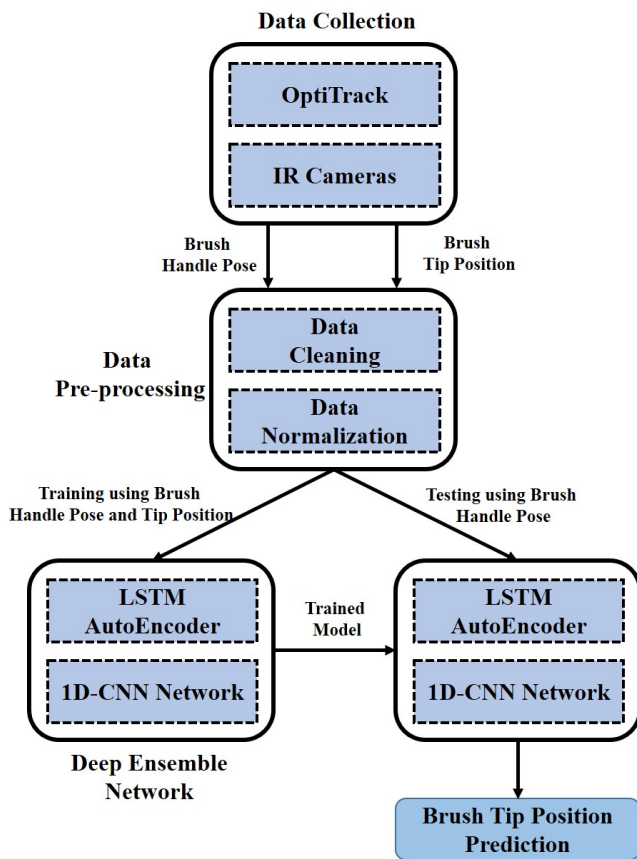 Data Collection
OptiTrack
IR Cameras
Brush
Handle Pose
Brush
Tip Position
Data
Pre-processing
Data
Cleaning
Data
Normalization
Training using Brush
Handle Pose and Tip Position
Testing using Brush
Handle Pose
LSTM
AutoEncoder
1D-CNN Network
Trained
Model
LSTM
AutoEncoder
1D-CNN Network
Deep Ensemble
Network
Brush Tip Position
Prediction